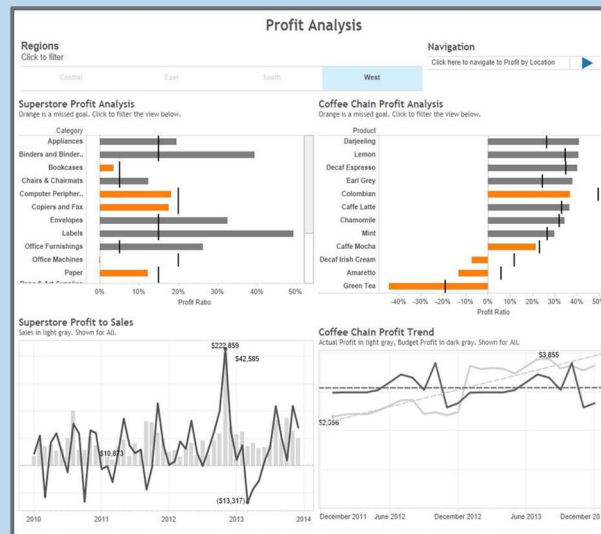 Profit Analysis
Regions
Click to filter
Central East South West
Navigation
Click here to navigate to Profit by Location
Superstore Profit Analysis
Orange is a missed goal. Click to filter the view below.
Category
Appliances
Binders and Binder..
Bookcases
Chairs & Chairmats
Computer Peripher..
Copiers and Fax
Envelopes
Labels
Office Furnishings
Office Machines
Paper
0% 10% 20% 30% 40% 50%
Profit Ratio
Coffee Chain Profit Analysis
Orange is a missed goal. Click to filter the view below.
Product
Darjeeling
Lemon
Decaf Espresso
Earl Grey
Colombian
Caffe Latte
Chamomile
Mint
Caffe Mocha
Decaf Irish Cream
Amaretto
Green Tea
-40% -30% -20% -10% 0% 10% 20% 30% 40%
Profit Ratio
Superstore Profit to Sales
Sales in light gray. Shown for All.
$222,859
$42,585
$10,873
($13,317)
2010 2011 2012 2013 2014
Coffee Chain Profit Trend
Actual Profit in light gray, Budget Profit in dark gray. Shown for All.
$3,855
December 2011 June 2012 December 2012 June 2013